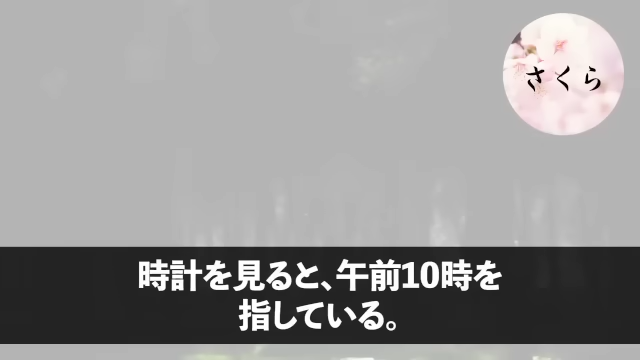 さくら
時計を見ると、午前10時を
指している。